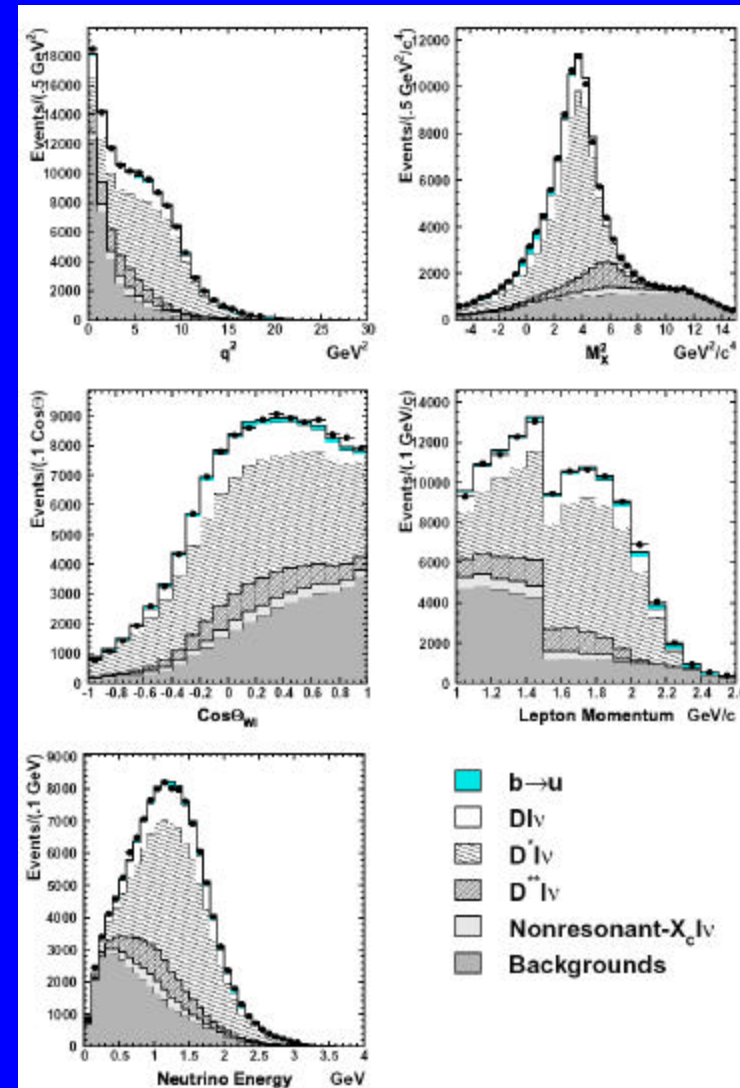 Events/(.5 GeV²)
18000
16000
14000
12000
10000
8000
6000
4000
2000
0
0 5 10 15 20 25 30
q² GeV²
Events/(.5 GeV²/c⁴)
12000
10000
8000
6000
4000
2000
0
-4 -2 0 2 4 6 8 10 12 14
M²ₓ GeV²/c⁴
Events/(.1 CosΘ)
9000
8000
7000
6000
5000
4000
3000
2000
1000
0
-1 -0.8 -0.6 -0.4 -0.2 0 0.2 0.4 0.6 0.8 1
CosΘ_Wl
Events/(.1 GeV/c)
14000
12000
10000
8000
6000
4000
2000
0
1 1.2 1.4 1.6 1.8 2 2.2 2.4 2.6
Lepton Momentum GeV/c
Events/(.1 GeV)
9000
8000
7000
6000
5000
4000
3000
2000
1000
0
0 0.5 1 1.5 2 2.5 3 3.5 4
Neutrino Energy GeV
b→u
Dlν
D*lν
D**lν
Nonresonant-X_clν
Backgrounds